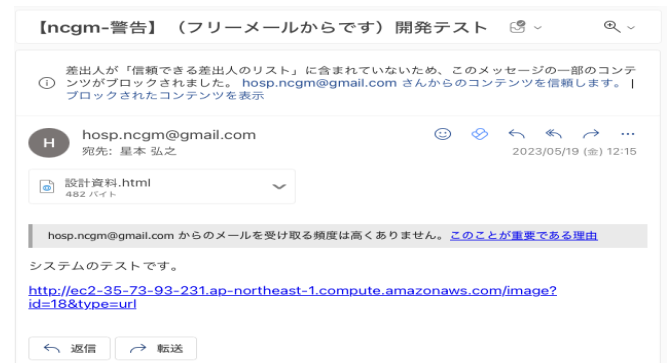 【ncgm-警告】（フリーメールからです）開発テスト
差出人が「信頼できる差出人のリスト」に含まれていないため、このメッセージの一部のコンテ
ンツがブロックされました。 hosp.ncgm@gmail.com さんからのコンテンツを信頼します。 |
ブロックされたコンテンツを表示
H
hosp.ncgm@gmail.com
宛先: 星本 弘之
2023/05/19 (金) 12:15
設計資料.html
482 バイト
hosp.ncgm@gmail.com からのメールを受け取る頻度は高くありません。このことが重要である理由
システムのテストです。
http://ec2-35-73-93-231.ap-northeast-1.compute.amazonaws.com/image?
id=18&type=url
返信 転送